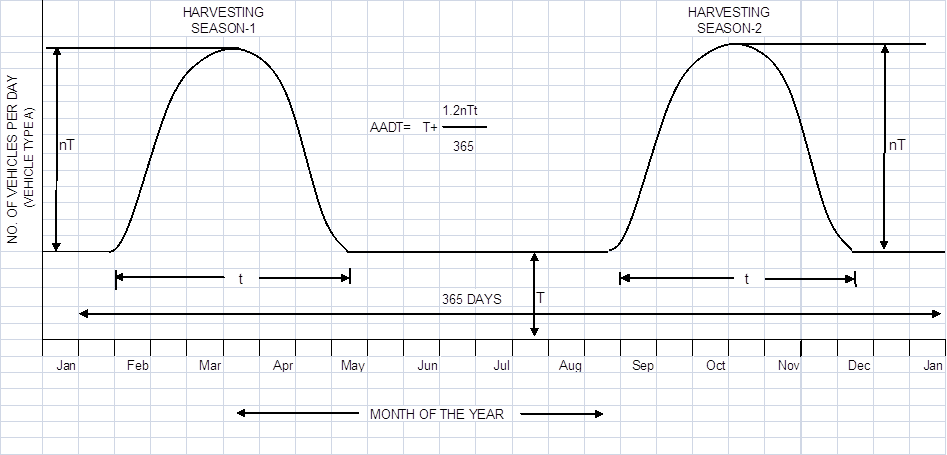 HARVESTING
SEASON-1
HARVESTING
SEASON-2
NO. OF VEHICLES PER DAY
(VEHICLE TYPE A)
nT
AADT= T+
1.2nTt
365
nT
t
t
365 DAYS
T
Jan Feb Mar Apr May Jun Jul Aug Sep Oct Nov Dec Jan
MONTH OF THE YEAR